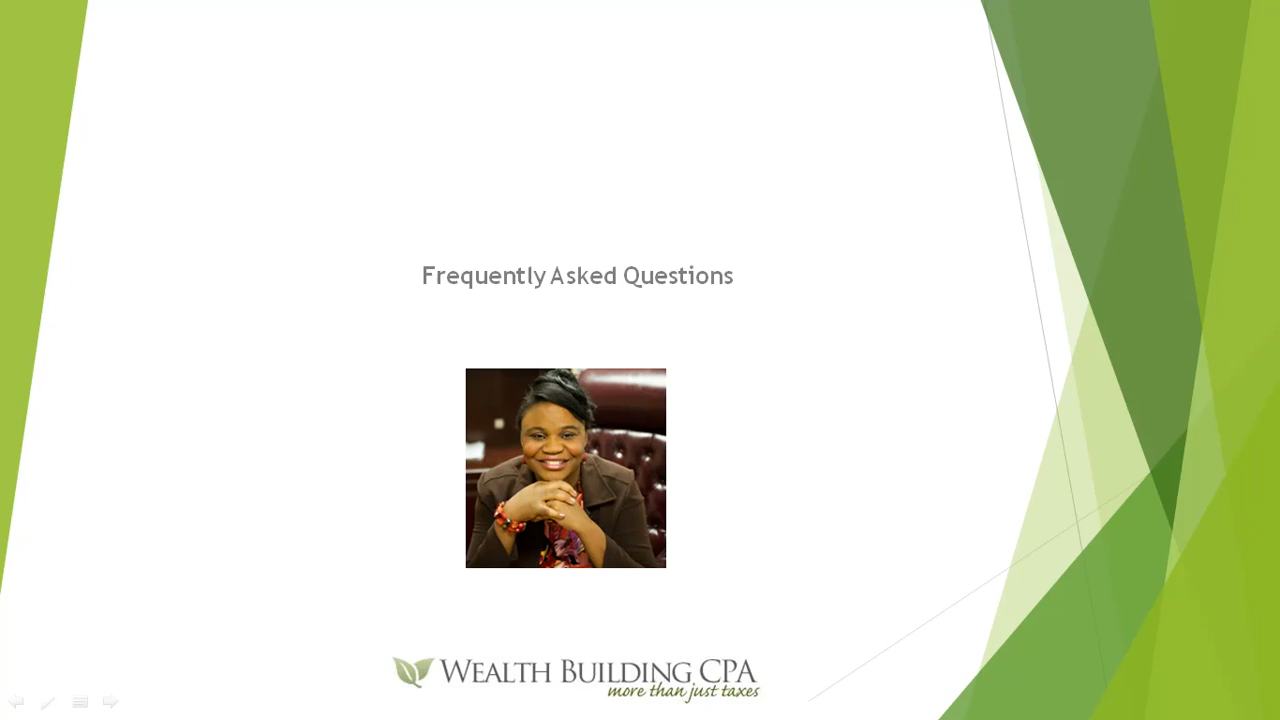 Frequently Asked Questions
WEALTH BUILDING CPA
more than just taxes